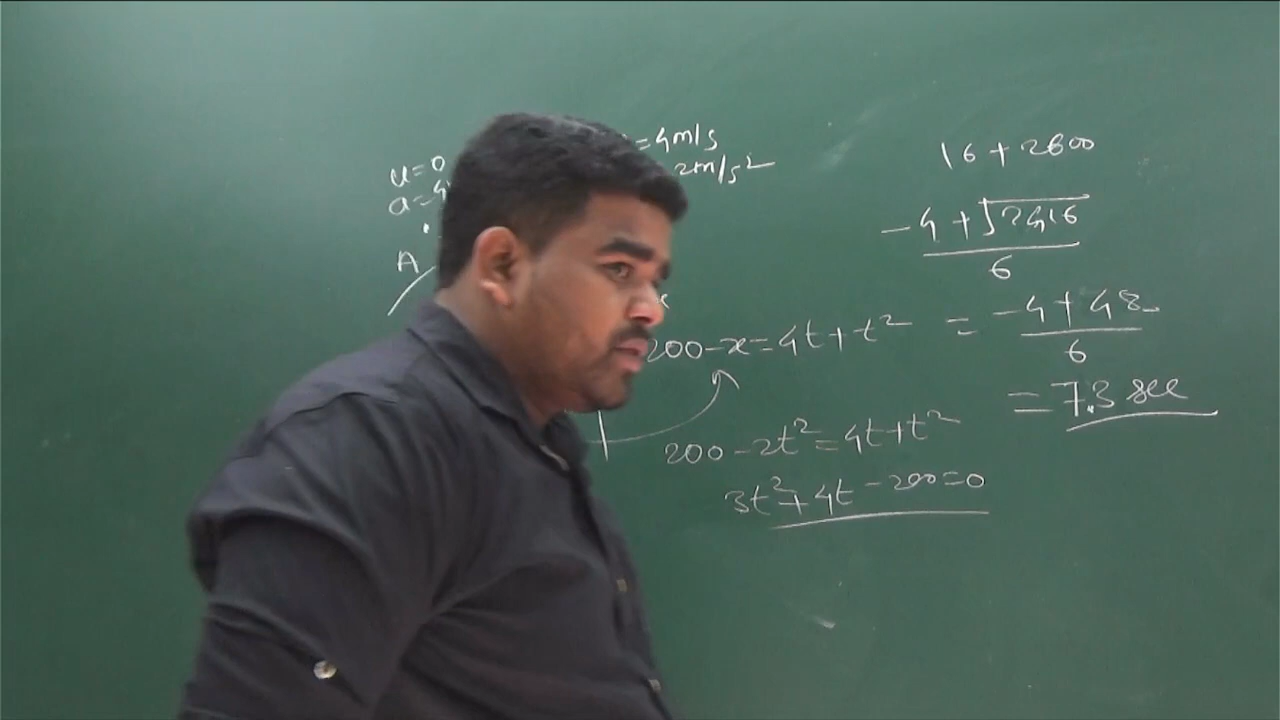 u=0
a=4
A
=4m/s
2m/s²
200-x=4t+t²
200-2t²=4t+t²
3t²+4t-200=0
16+2600
-4+√2416
6
= -4+48
6
= 7.3 sec